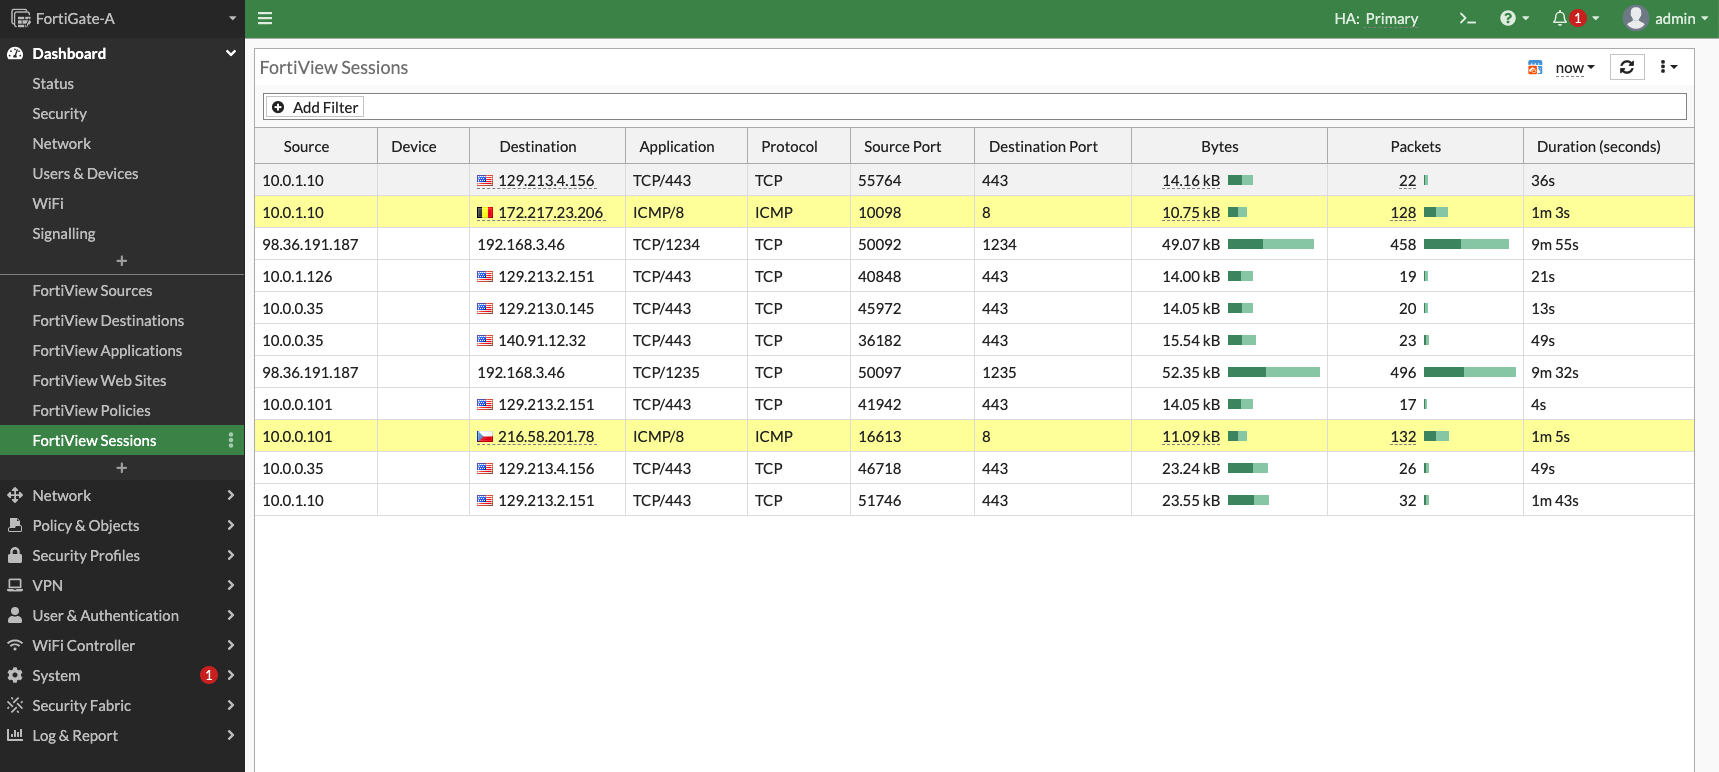 FortiGate-A
HA: Primary
1
admin
Dashboard
Status
Security
Network
Users & Devices
WiFi
Signalling
+
FortiView Sources
FortiView Destinations
FortiView Applications
FortiView Web Sites
FortiView Policies
FortiView Sessions
+
Network
Policy & Objects
Security Profiles
VPN
User & Authentication
WiFi Controller
System 1
Security Fabric
Log & Report
FortiView Sessions
now
Add Filter
Source Device Destination Application Protocol Source Port Destination Port Bytes Packets Duration (seconds)
10.0.1.10 129.213.4.156 TCP/443 TCP 55764 443 14.16 kB 22 36s
10.0.1.10 172.217.23.206 ICMP/8 ICMP 10098 8 10.75 kB 128 1m 3s
98.36.191.187 192.168.3.46 TCP/1234 TCP 50092 1234 49.07 kB 458 9m 55s
10.0.1.126 129.213.2.151 TCP/443 TCP 40848 443 14.00 kB 19 21s
10.0.0.35 129.213.0.145 TCP/443 TCP 45972 443 14.05 kB 20 13s
10.0.0.35 140.91.12.32 TCP/443 TCP 36182 443 15.54 kB 23 49s
98.36.191.187 192.168.3.46 TCP/1235 TCP 50097 1235 52.35 kB 496 9m 32s
10.0.0.101 129.213.2.151 TCP/443 TCP 41942 443 14.05 kB 17 4s
10.0.0.101 216.58.201.78 ICMP/8 ICMP 16613 8 11.09 kB 132 1m 5s
10.0.0.35 129.213.4.156 TCP/443 TCP 46718 443 23.24 kB 26 49s
10.0.1.10 129.213.2.151 TCP/443 TCP 51746 443 23.55 kB 32 1m 43s